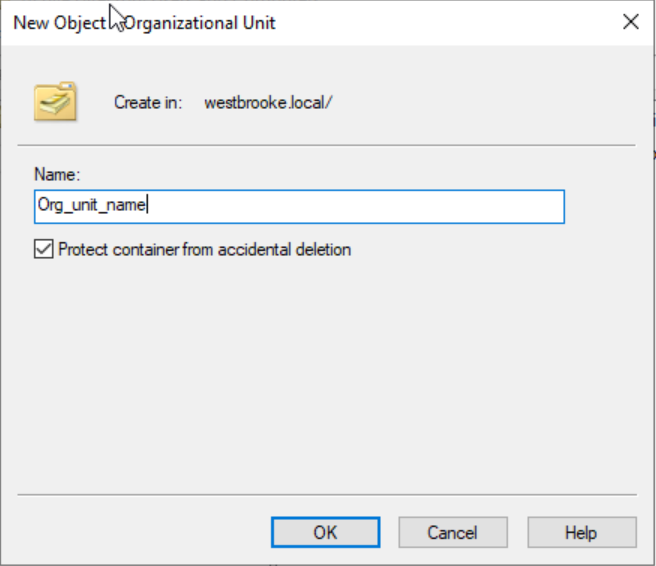 New Object - Organizational Unit
Create in: westbrooke.local/
Name:
Org_unit_name
Protect container from accidental deletion
OK Cancel Help